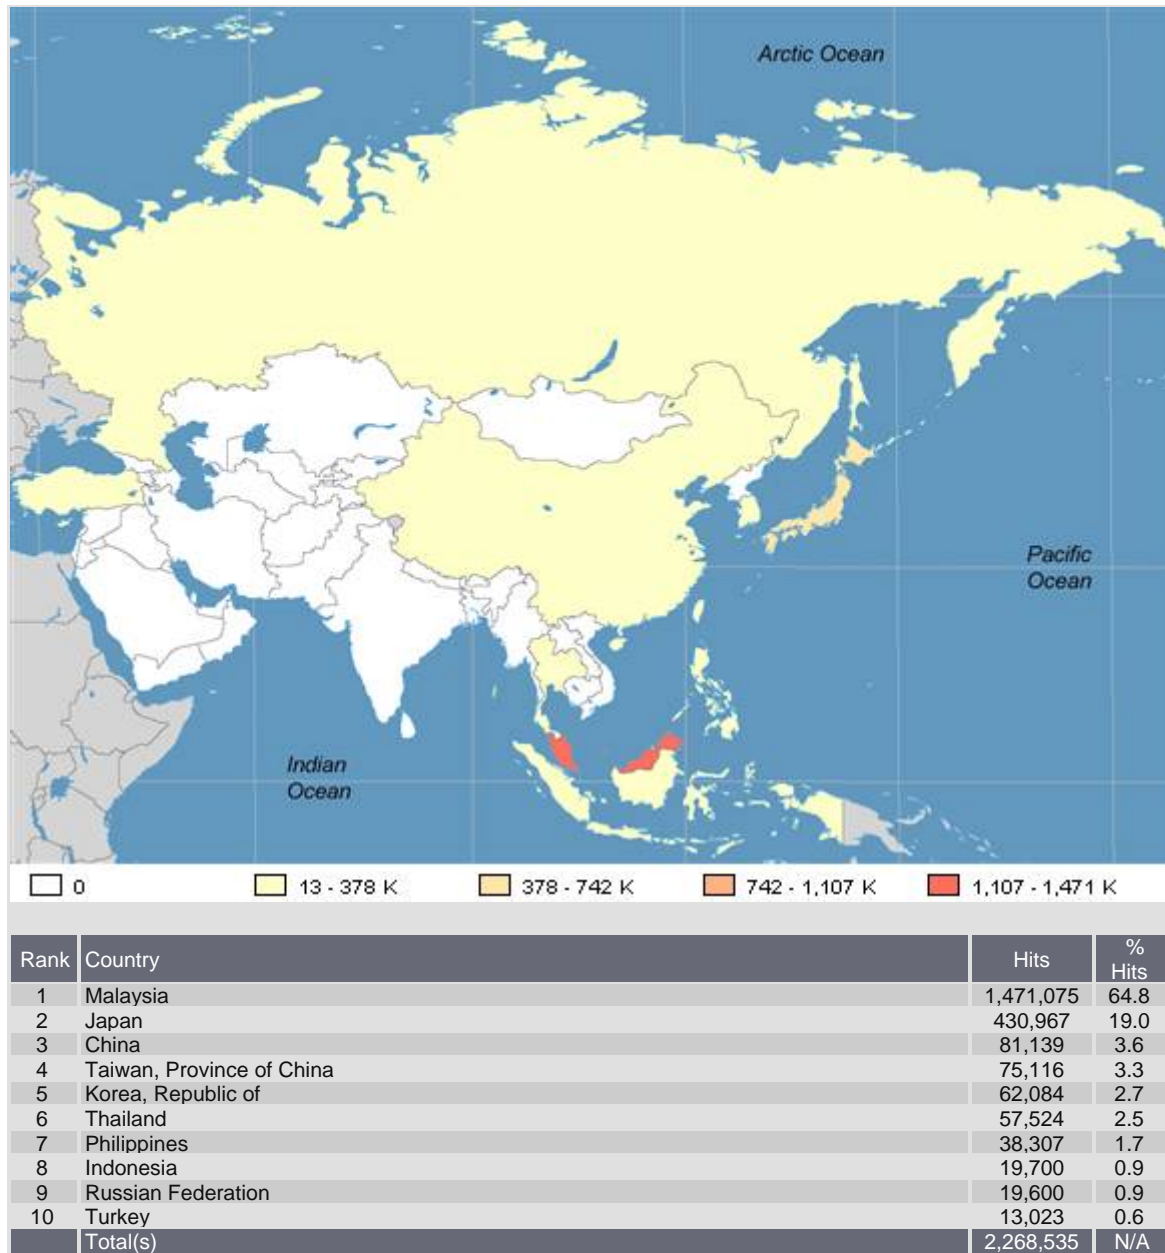 Arctic Ocean
Pacific
Ocean
Indian
Ocean
0 13 - 378 K 378 - 742 K 742 - 1,107 K 1,107 - 1,471 K
Rank Country Hits %
Hits
1 Malaysia 1,471,075 64.8
2 Japan 430,967 19.0
3 China 81,139 3.6
4 Taiwan, Province of China 75,116 3.3
5 Korea, Republic of 62,084 2.7
6 Thailand 57,524 2.5
7 Philippines 38,307 1.7
8 Indonesia 19,700 0.9
9 Russian Federation 19,600 0.9
10 Turkey 13,023 0.6
Total(s) 2,268,535 N/A